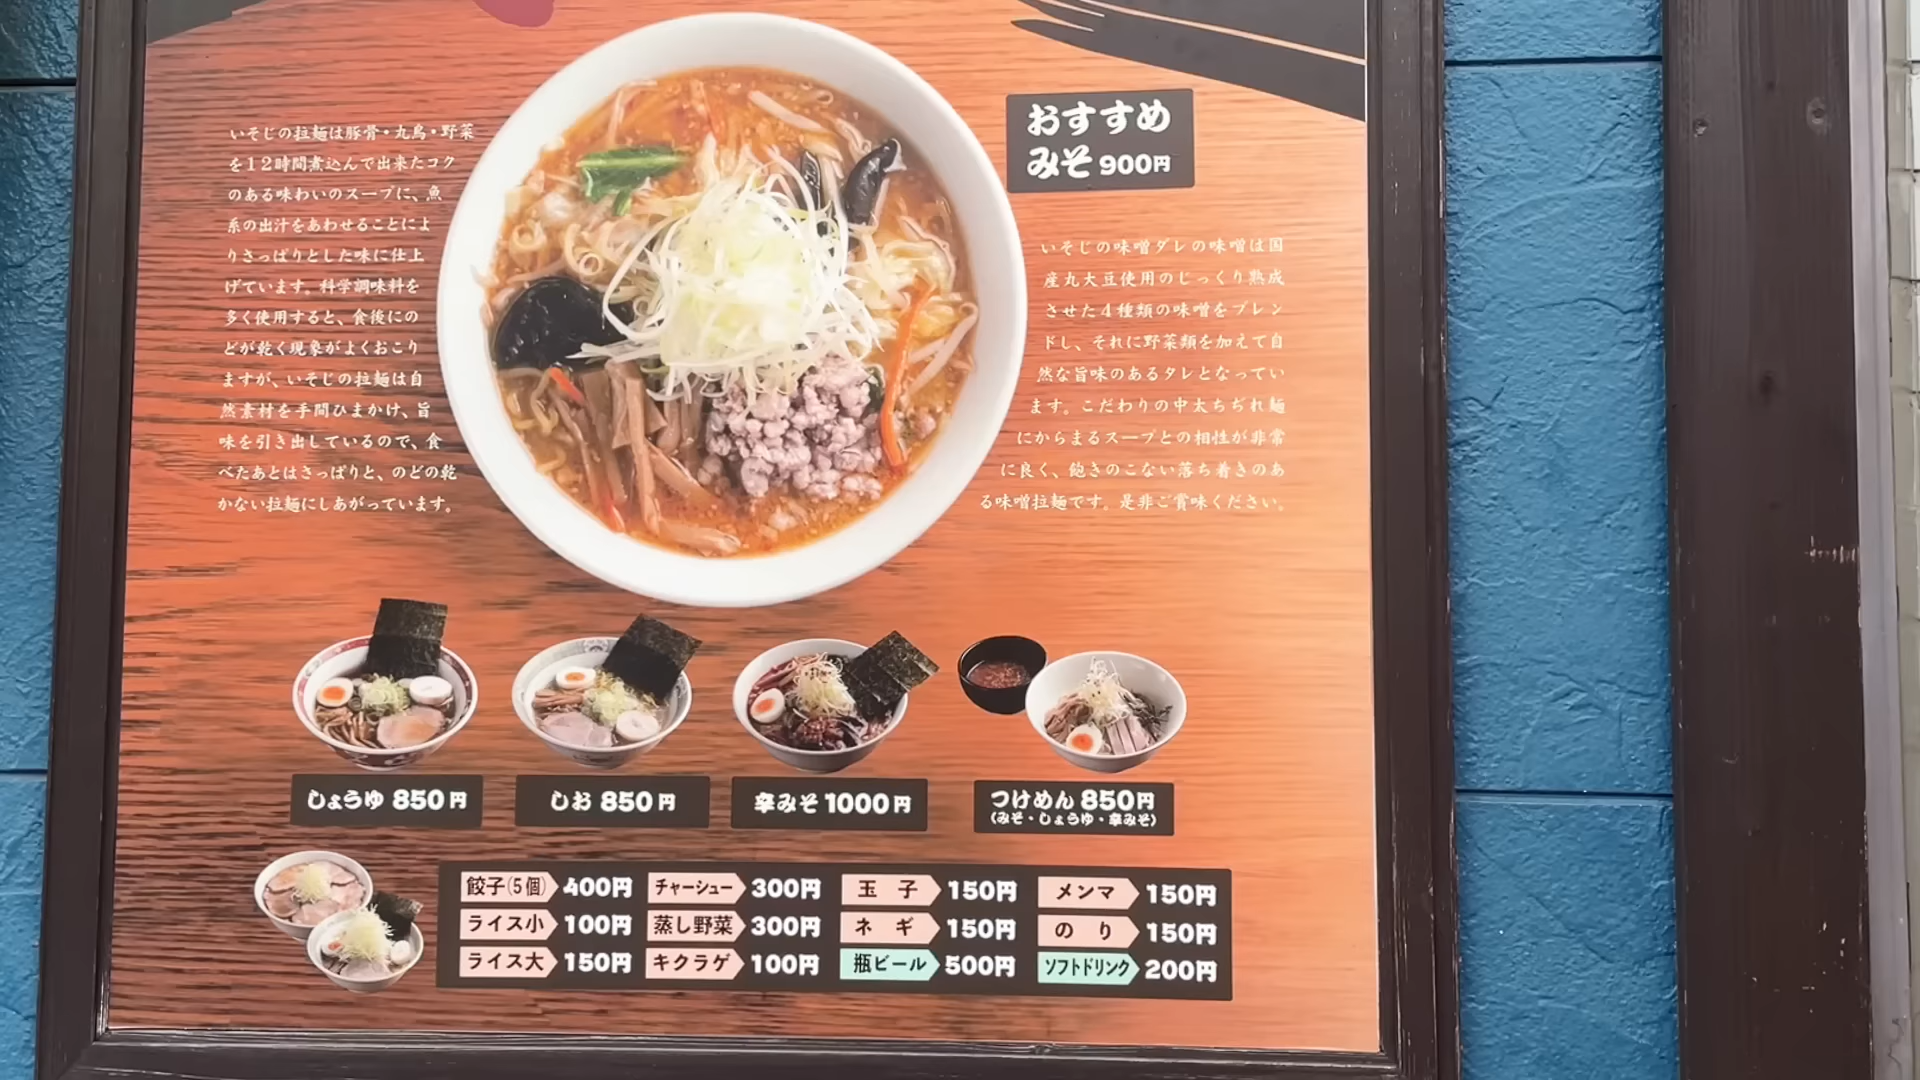 いそじの拉麺は豚骨・丸鳥・野菜
を12時間煮込んで出来たコク
のある味わいのスープに、魚
系の出汁をあわせることによ
りさっぱりとした味に仕上
げています。科学調味料を
多く使用すると、食後にの
どが乾く現象がよくおこり
ますが、いそじの拉麺は自
然素材を手間ひまかけ、旨
味を引き出しているので、食
べたあとはさっぱりと、のどの乾
かない拉麺にしあがっています。
おすすめ
みそ 900円
いそじの味噌ダレの味噌は国
産丸大豆使用のじっくり熟成
させた4種類の味噌をブレン
ドし、それに野菜類を加えて自
然な旨味のあるタレとなってい
ます。こだわりの中太ちぢれ麺
にからまるスープとの相性が非常
に良く、飽きのこない落ち着きのあ
る味噌拉麺です。是非ご賞味ください。
しょうゆ 850円
しお 850円
辛みそ 1000円
つけめん 850円
(みそ・しょうゆ・辛みそ)
餃子(5個) 400円 チャーシュー 300円 玉子 150円 メンマ 150円
ライス小 100円 蒸し野菜 300円 ネギ 150円 のり 150円
ライス大 150円 キクラゲ 100円 瓶ビール 500円 ソフトドリンク 200円